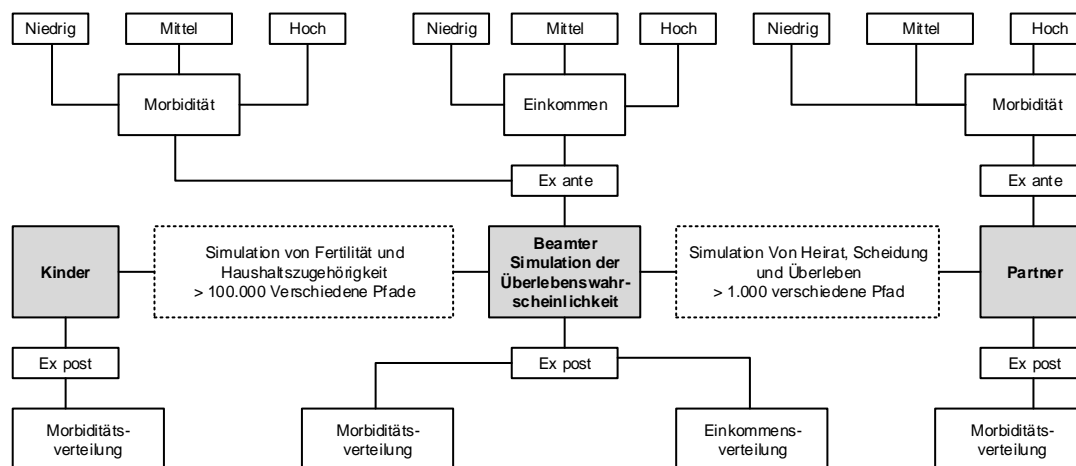 Niedrig
Mittel
Hoch
Niedrig
Mittel
Hoch
Niedrig
Mittel
Hoch
Morbidität
Einkommen
Morbidität
Ex ante
Ex ante
Kinder
Simulation von Fertilität und
Haushaltszugehörigkeit
> 100.000 Verschiedene Pfade
Beamter
Simulation der
Überlebenswahr-
scheinlichkeit
Simulation Von Heirat, Scheidung
und Überleben
> 1.000 verschiedene Pfad
Partner
Ex post
Ex post
Ex post
Morbiditäts-
verteilung
Morbiditäts-
verteilung
Einkommens-
verteilung
Morbiditäts-
verteilung